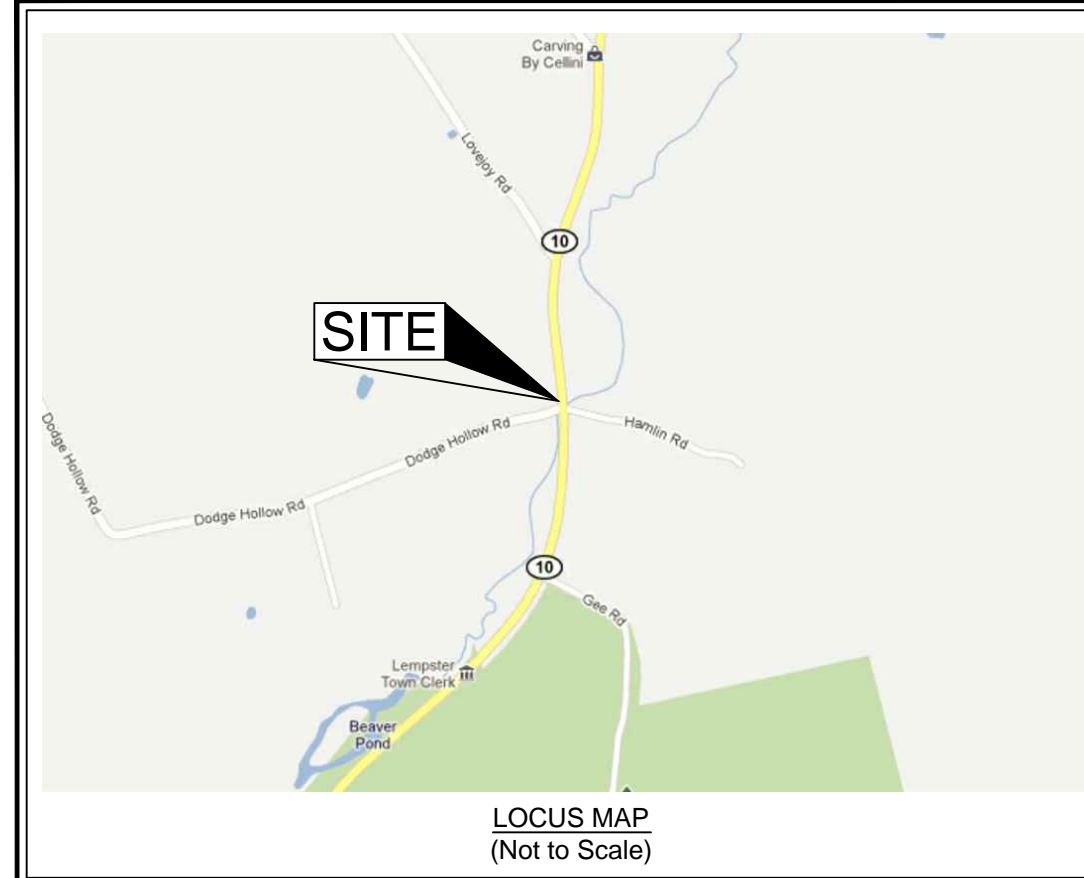 Carving
By Cellini
Lovejoy Rd
10
SITE
Dodge Hollow Rd
Hamlin Rd
Dodge Hollow Rd
Dodge Hollow Rd
10
Gee Rd
Lempster
Town Clerk
Beaver
Pond
LOCUS MAP
(Not to Scale)